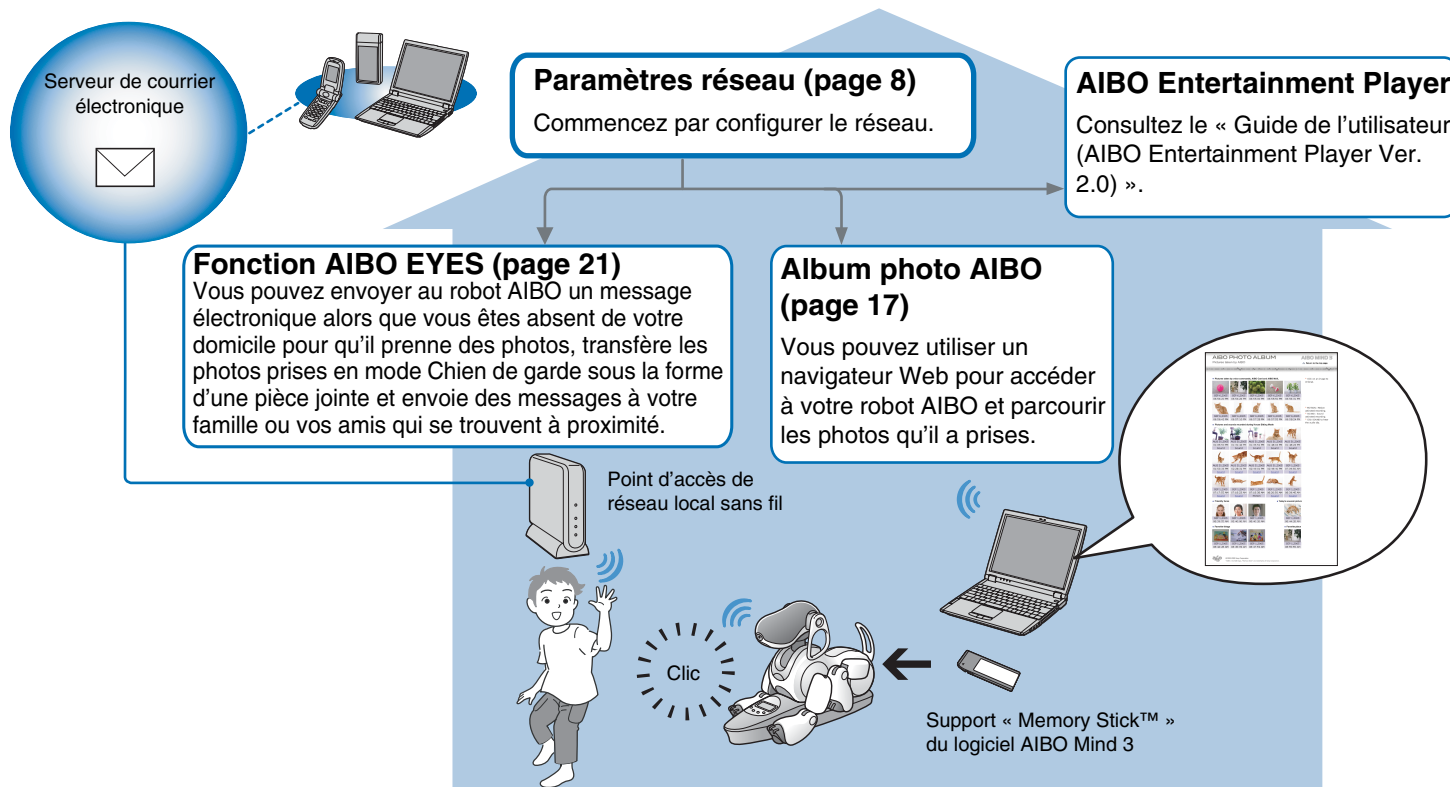 Serveur de courrier
électronique
Paramètres réseau (page 8)
Commencez par configurer le réseau.
AIBO Entertainment Player
Consultez le « Guide de l'utilisateur
(AIBO Entertainment Player Ver.
2.0) ».
Fonction AIBO EYES (page 21)
Vous pouvez envoyer au robot AIBO un message
électronique alors que vous êtes absent de votre
domicile pour qu'il prenne des photos, transfère les
photos prises en mode Chien de garde sous la forme
d'une pièce jointe et envoie des messages à votre
famille ou vos amis qui se trouvent à proximité.
Album photo AIBO
(page 17)
Vous pouvez utiliser un
navigateur Web pour accéder
à votre robot AIBO et parcourir
les photos qu'il a prises.
AIBO PHOTO ALBUM
AIBO MIND 3
Point d'accès de
réseau local sans fil
Clic
Support « Memory Stick™ »
du logiciel AIBO Mind 3